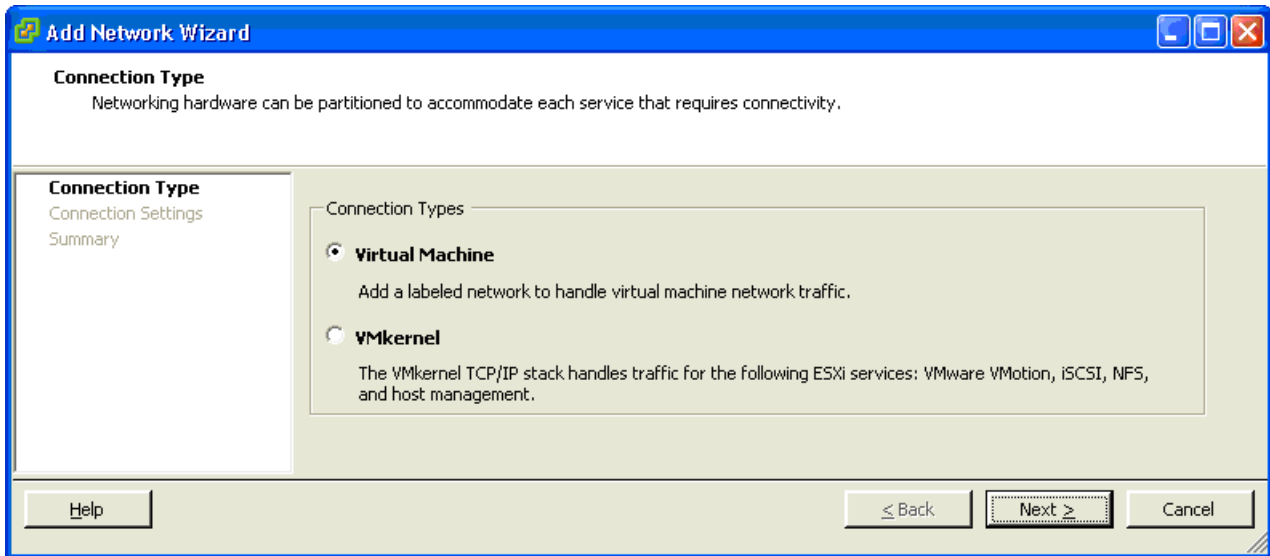 Add Network Wizard
Connection Type
Networking hardware can be partitioned to accommodate each service that requires connectivity.
Connection Type
Connection Settings
Summary
Connection Types
Virtual Machine
Add a labeled network to handle virtual machine network traffic.
VMkernel
The VMkernel TCP/IP stack handles traffic for the following ESXi services: VMware VMotion, iSCSI, NFS,
and host management.
Help
< Back
Next >
Cancel